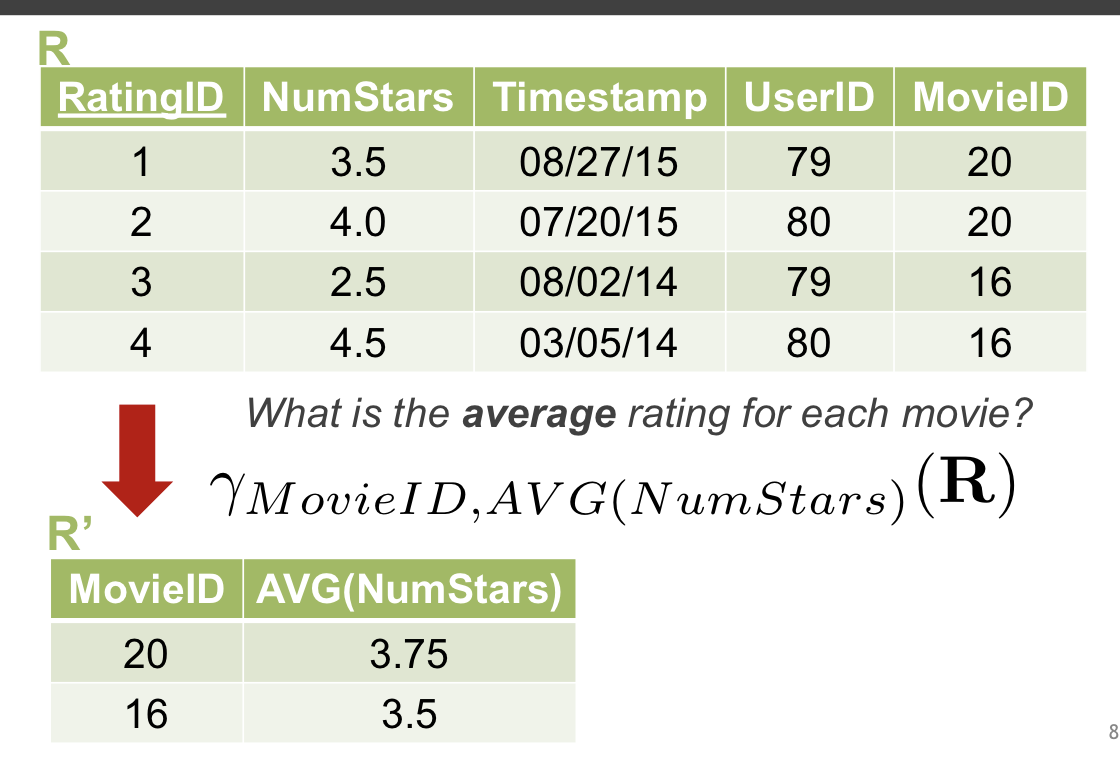 R
RatingID NumStars Timestamp UserID MovieID
1 3.5 08/27/15 79 20
2 4.0 07/20/15 80 20
3 2.5 08/02/14 79 16
4 4.5 03/05/14 80 16
What is the average rating for each movie?
γMovieID,AVG(NumStars)(R)
R’
MovieID AVG(NumStars)
20 3.75
16 3.5
8